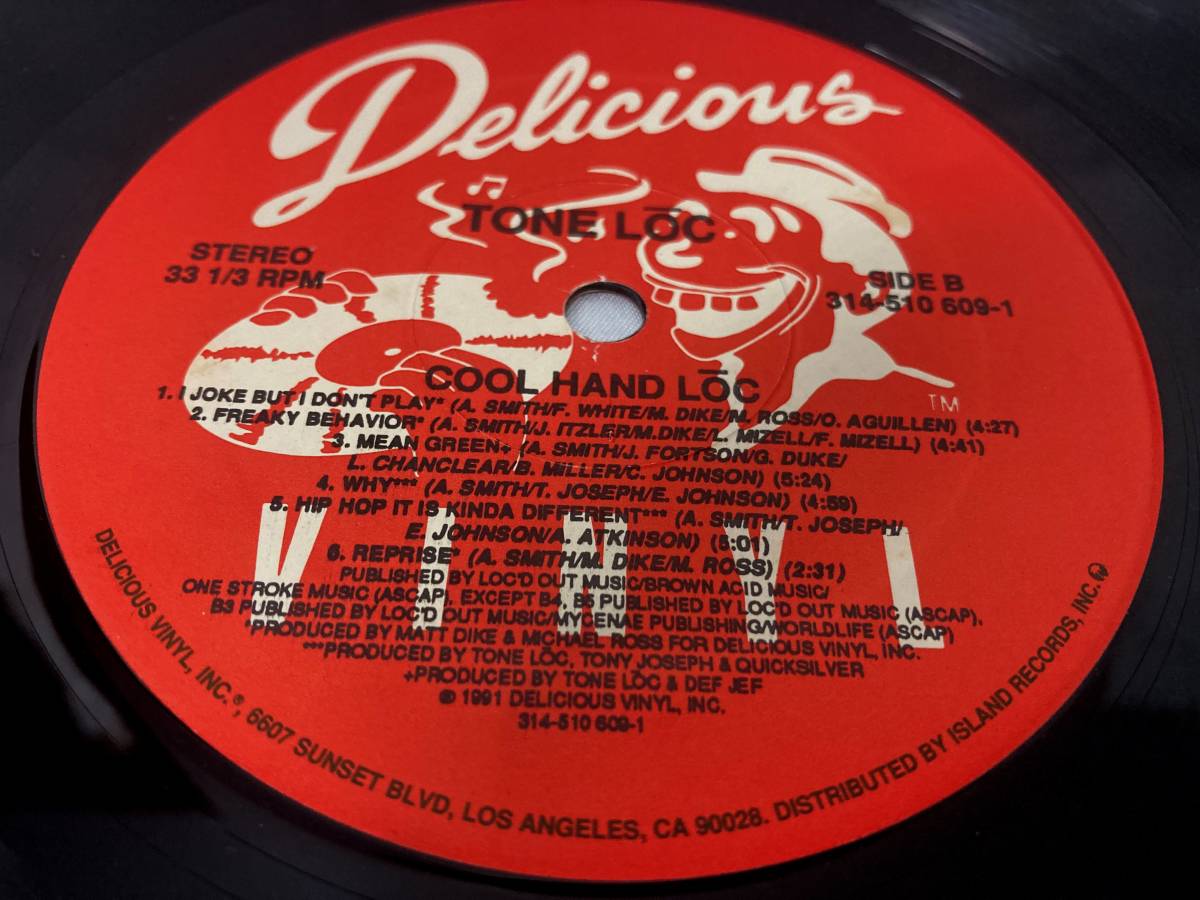 Delicious
TONE LŌC
STEREO
33 1/3 RPM
SIDE B
314-510 609-1
COOL HAND LŌC
TM
1. I JOKE BUT I DON'T PLAY* (A. SMITH/F. WHITE/M. DIKE/M. ROSS/O. AGUILLEN) (4:27)
2. FREAKY BEHAVIOR* (A. SMITH/J. ITZLER/M.DIKE/L. MIZELL/F. MIZELL) (4:41)
3. MEAN GREEN+ (A. SMITH/J. FORTSON/G. DUKE/
L. CHANCLEAR/B. MILLER/C. JOHNSON) (5:24)
4. WHY*** (A. SMITH/T. JOSEPH/E. JOHNSON) (4:59)
5. HIP HOP IT IS KINDA DIFFERENT*** (A. SMITH/T. JOSEPH/
E. JOHNSON/A. ATKINSON) (5:01)
6. REPRISE* (A. SMITH/M. DIKE/M. ROSS) (2:31)
VINYL
PUBLISHED BY LOC'D OUT MUSIC/BROWN ACID MUSIC/
ONE STROKE MUSIC (ASCAP), EXCEPT B4, B5 PUBLISHED BY LOC'D OUT MUSIC (ASCAP),
B3 PUBLISHED BY LOC'D OUT MUSIC/MYCENAE PUBLISHING/WORLDLIFE (ASCAP)
*PRODUCED BY MATT DIKE & MICHAEL ROSS FOR DELICIOUS VINYL, INC.
***PRODUCED BY TONE LŌC, TONY JOSEPH & QUICKSILVER
+PRODUCED BY TONE LŌC & DEF JEF
℗ 1991 DELICIOUS VINYL, INC.
314-510 609-1
DELICIOUS VINYL, INC.®, 6607 SUNSET BLVD, LOS ANGELES, CA 90028. DISTRIBUTED BY ISLAND RECORDS, INC.